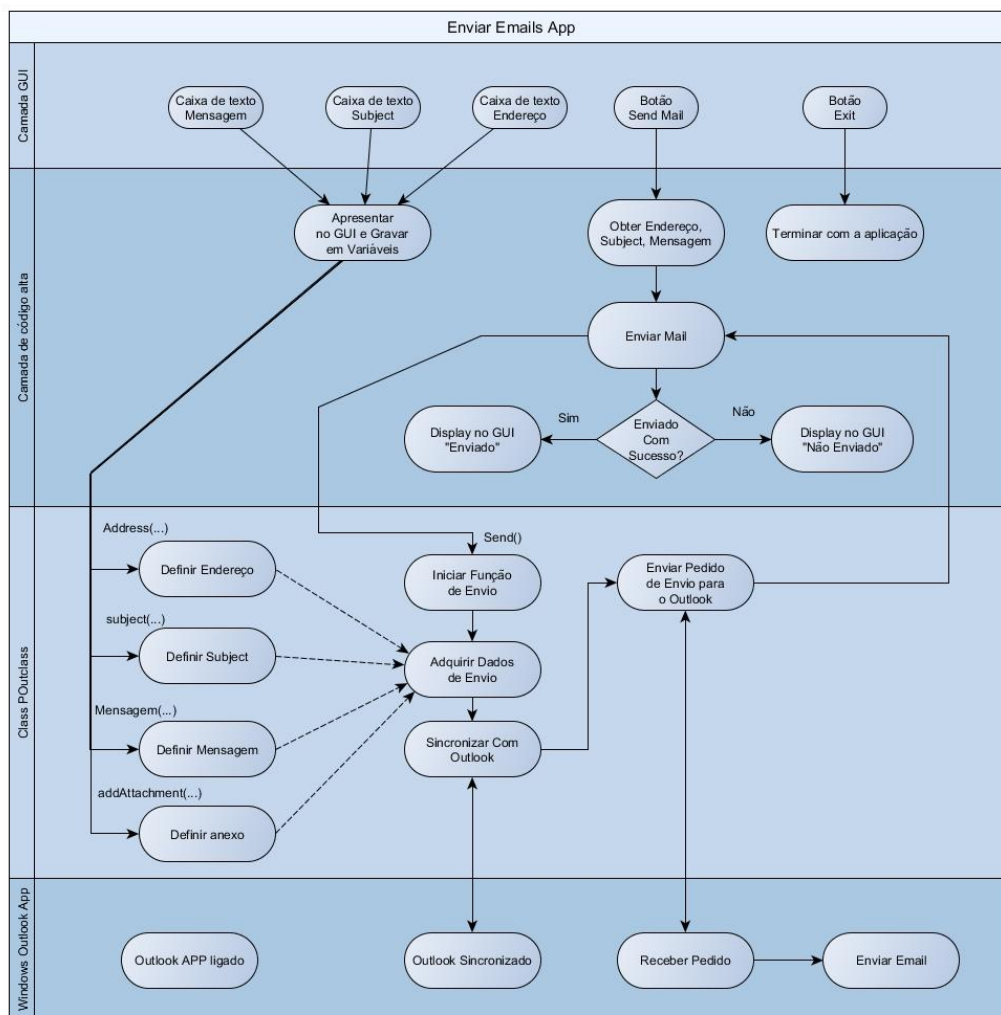 Enviar Emails App
Camada GUI
Caixa de texto
Mensagem
Caixa de texto
Subject
Caixa de texto
Endereço
Botão
Send Mail
Botão
Exit
Camada de código alta
Apresentar
no GUI e Gravar
em Variáveis
Obter Endereço,
Subject, Mensagem
Terminar com a aplicação
Enviar Mail
Display no GUI
"Enviado"
Sim
Enviado
Com
Sucesso?
Não
Display no GUI
"Não Enviado"
Class POutclass
Address(...)
Definir Endereço
subject(...)
Definir Subject
Mensagem(...)
Definir Mensagem
addAttachment(...)
Definir anexo
Send()
Iniciar Função
de Envio
Adquirir Dados
de Envio
Sincronizar Com
Outlook
Enviar Pedido
de Envio para
o Outlook
Windows Outlook App
Outlook APP ligado
Outlook Sincronizado
Receber Pedido
Enviar Email